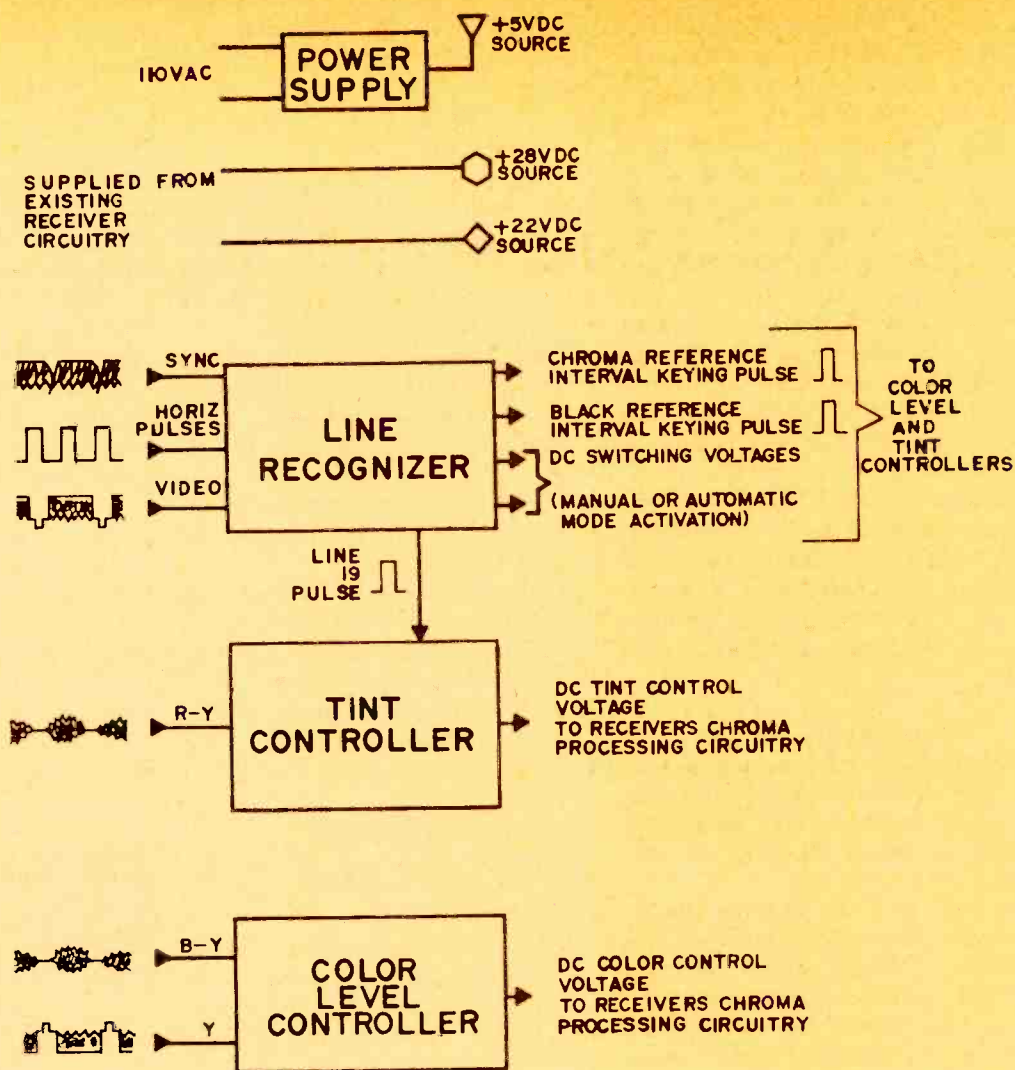 110VAC
POWER
SUPPLY
+5VDC
SOURCE
SUPPLIED FROM
EXISTING
RECEIVER
CIRCUITRY
+28VDC
SOURCE
+22VDC
SOURCE
SYNC
HORIZ
PULSES
VIDEO
LINE
RECOGNIZER
CHROMA REFERENCE
INTERVAL KEYING PULSE
BLACK REFERENCE
INTERVAL KEYING PULSE
DC SWITCHING VOLTAGES
(MANUAL OR AUTOMATIC
MODE ACTIVATION)
TO
COLOR
LEVEL
AND
TINT
CONTROLLERS
LINE
19
PULSE
R-Y
TINT
CONTROLLER
DC TINT CONTROL
VOLTAGE
TO RECEIVERS CHROMA
PROCESSING CIRCUITRY
B-Y
Y
COLOR
LEVEL
CONTROLLER
DC COLOR CONTROL
VOLTAGE
TO RECEIVERS CHROMA
PROCESSING CIRCUITRY